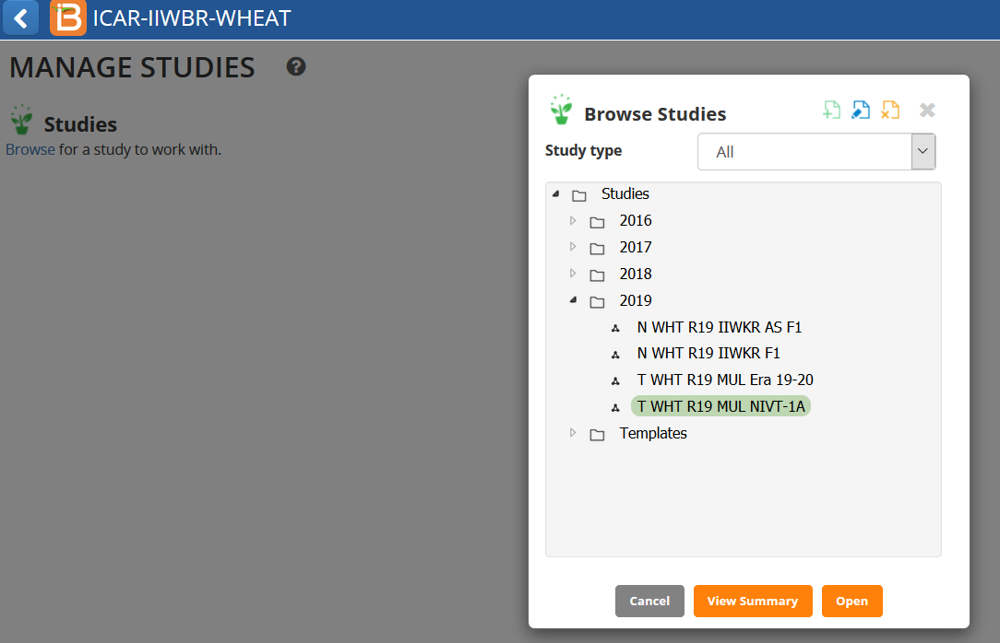 B ICAR-IIWBR-WHEAT
MANAGE STUDIES ?
Studies
Browse for a study to work with.
Browse Studies
Study type All
Studies
2016
2017
2018
2019
N WHT R19 IIWKR AS F1
N WHT R19 IIWKR F1
T WHT R19 MUL Era 19-20
T WHT R19 MUL NIVT-1A
Templates
Cancel View Summary Open